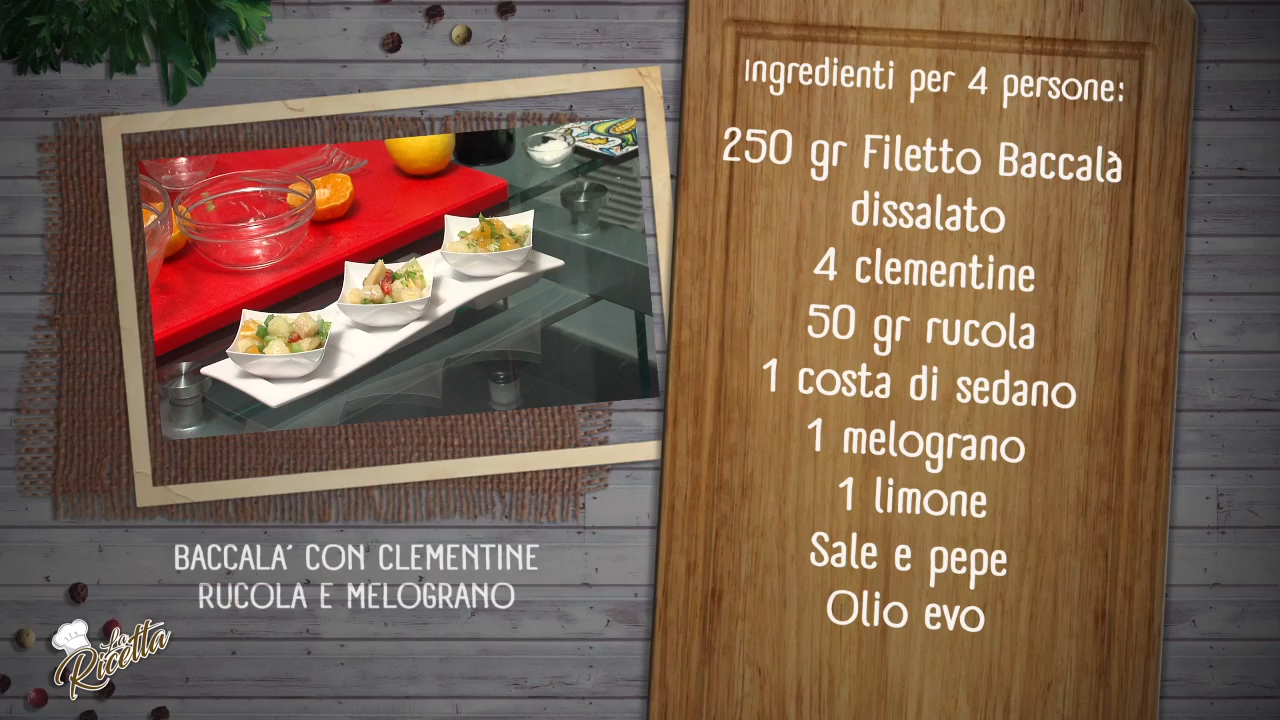 Ingredienti per 4 persone:
250 gr Filetto Baccalà
dissalato
4 clementine
50 gr rucola
1 costa di sedano
1 melograno
1 limone
Sale e pepe
Olio evo
BACCALA' CON CLEMENTINE
RUCOLA E MELOGRANO
La
Ricetta